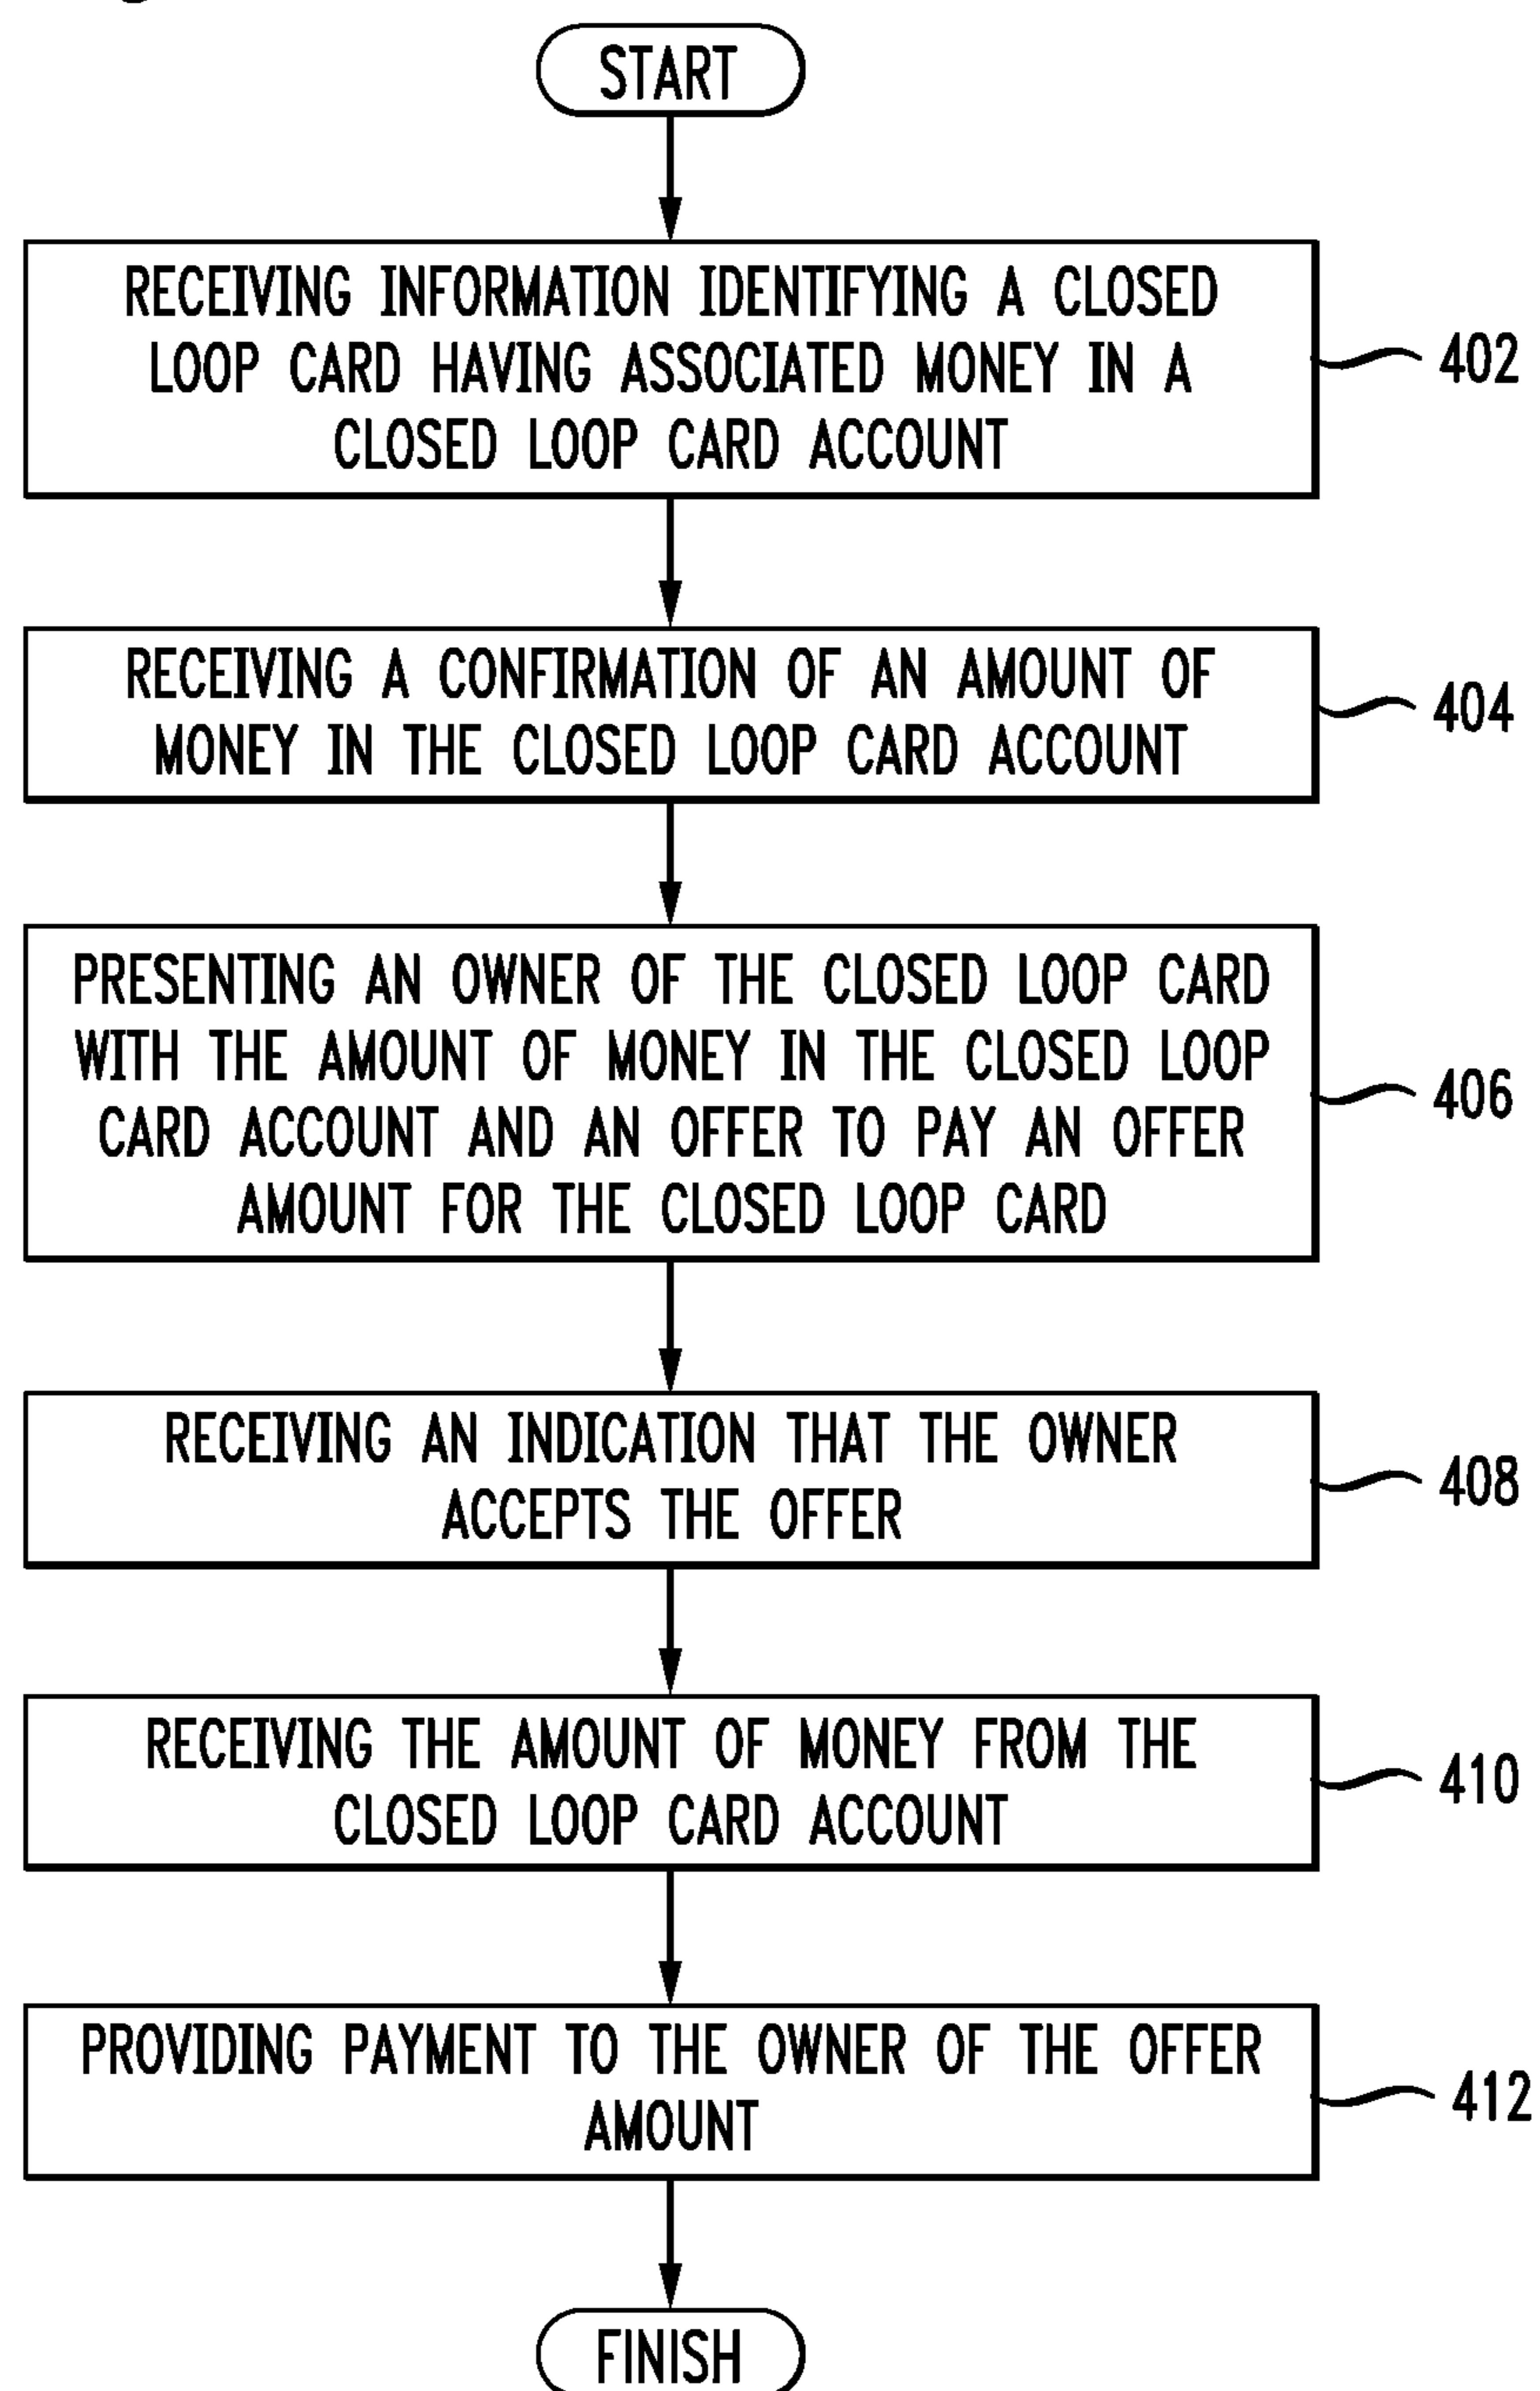 START
RECEIVING INFORMATION IDENTIFYING A CLOSED
LOOP CARD HAVING ASSOCIATED MONEY IN A
CLOSED LOOP CARD ACCOUNT
402
RECEIVING A CONFIRMATION OF AN AMOUNT OF
MONEY IN THE CLOSED LOOP CARD ACCOUNT
404
PRESENTING AN OWNER OF THE CLOSED LOOP CARD
WITH THE AMOUNT OF MONEY IN THE CLOSED LOOP
CARD ACCOUNT AND AN OFFER TO PAY AN OFFER
AMOUNT FOR THE CLOSED LOOP CARD
406
RECEIVING AN INDICATION THAT THE OWNER
ACCEPTS THE OFFER
408
RECEIVING THE AMOUNT OF MONEY FROM THE
CLOSED LOOP CARD ACCOUNT
410
PROVIDING PAYMENT TO THE OWNER OF THE OFFER
AMOUNT
412
FINISH